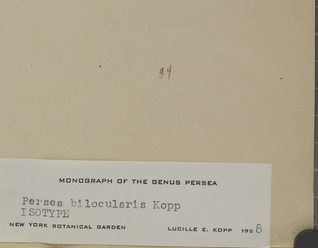 94
MONOGRAPH OF THE GENUS PERSEA
Persea bilocularis Kopp
ISOTYPE
NEW YORK BOTANICAL GARDEN LUCILLE E. KOPP 1958